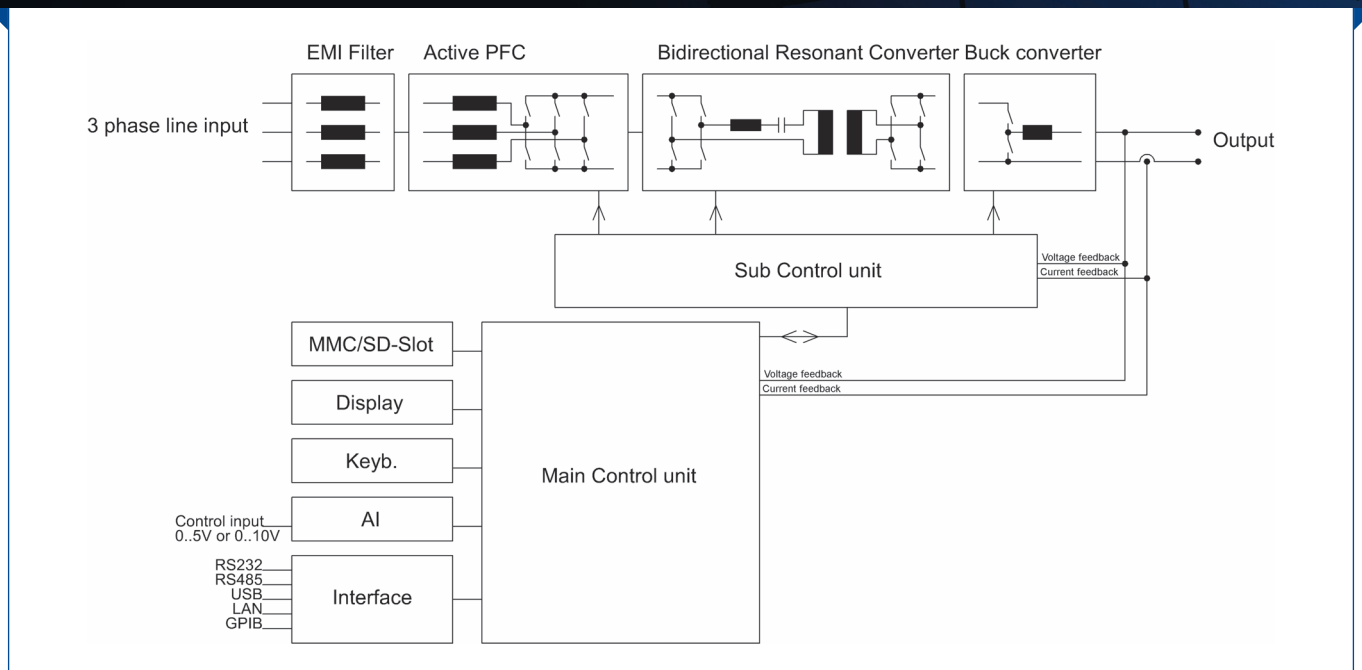 EMI Filter
Active PFC
Bidirectional Resonant Converter
Buck converter
3 phase line input
Output
Sub Control unit
Voltage feedback
Current feedback
MMC/SD-Slot
Display
Keyb.
AI
Control input
0..5V or 0..10V
RS232
RS485
USB
LAN
GPIB
Interface
Main Control unit
Voltage feedback
Current feedback